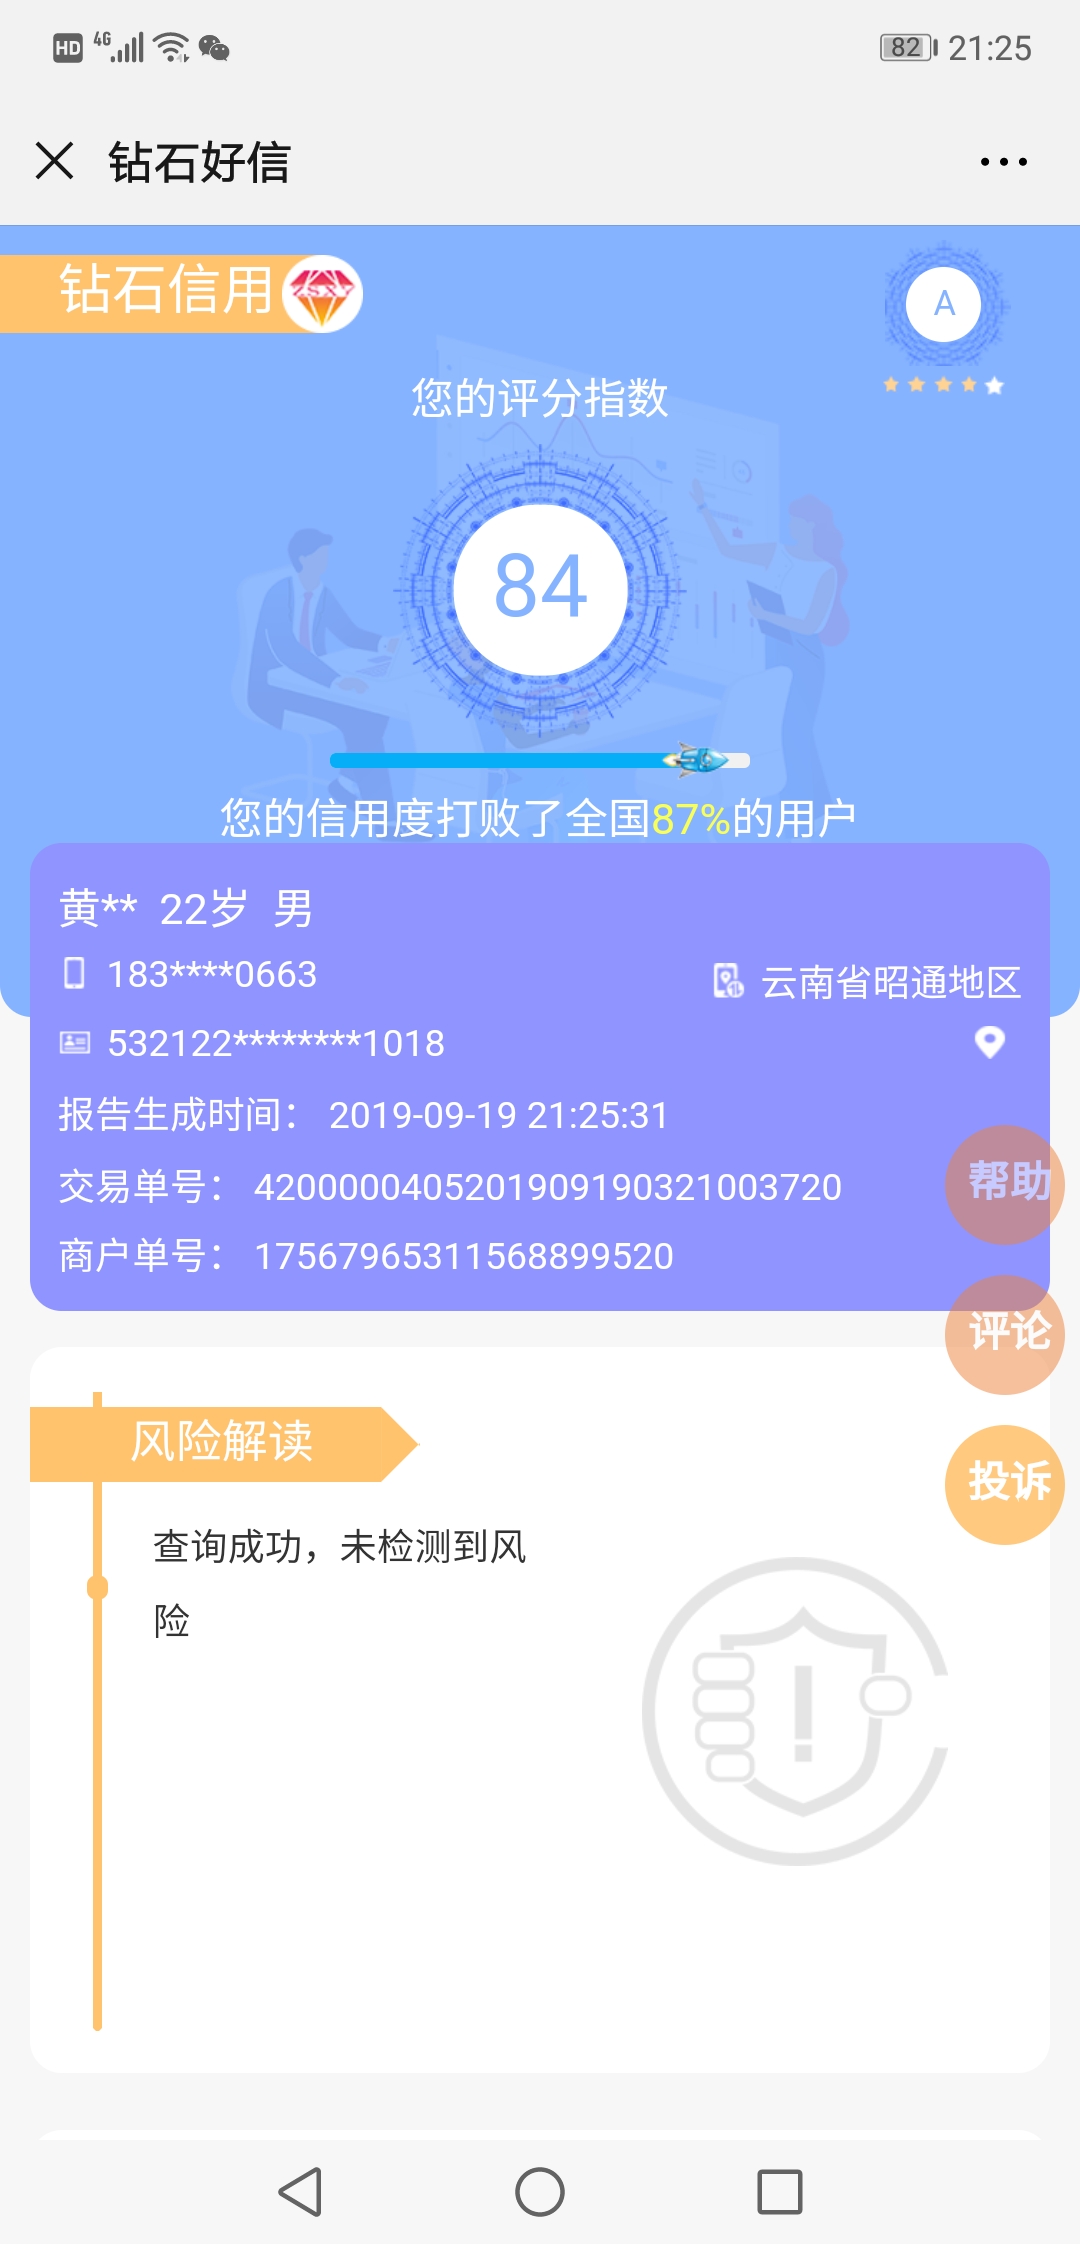 HD 4G 82 21:25
钻石好信
钻石信用
A
您的评分指数
84
您的信用度打败了全国87%的用户
黄** 22岁 男
183****0663
云南省昭通地区
532122********1018
报告生成时间： 2019-09-19 21:25:31
交易单号： 4200000405201909190321003720
商户单号： 17567965311568899520
帮助
评论
投诉
风险解读
查询成功，未检测到风
险